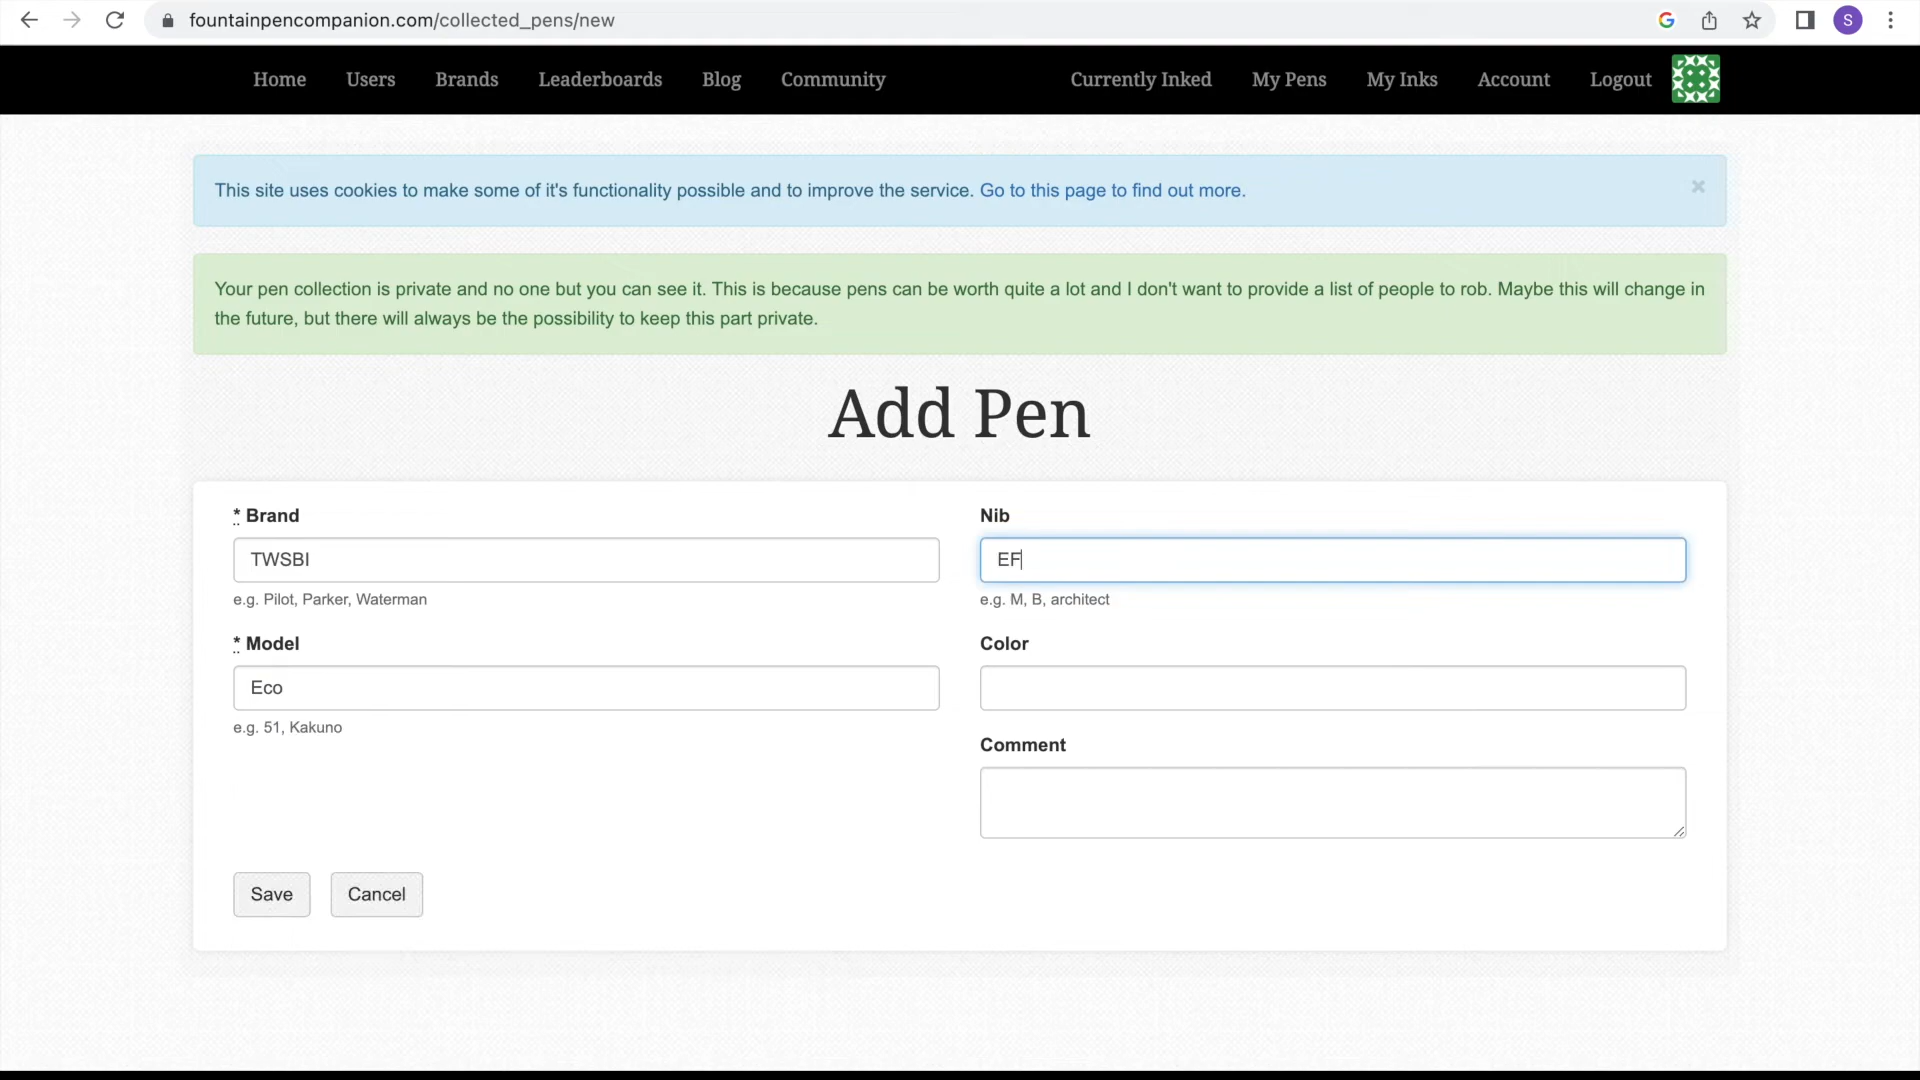 fountainpencompanion.com/collected_pens/new
S
Home Users Brands Leaderboards Blog Community Currently Inked My Pens My Inks Account Logout
This site uses cookies to make some of it's functionality possible and to improve the service. Go to this page to find out more.
×
Your pen collection is private and no one but you can see it. This is because pens can be worth quite a lot and I don't want to provide a list of people to rob. Maybe this will change in
the future, but there will always be the possibility to keep this part private.
Add Pen
* Brand
TWSBI
e.g. Pilot, Parker, Waterman
* Model
Eco
e.g. 51, Kakuno
Nib
EF
e.g. M, B, architect
Color
Comment
Save Cancel